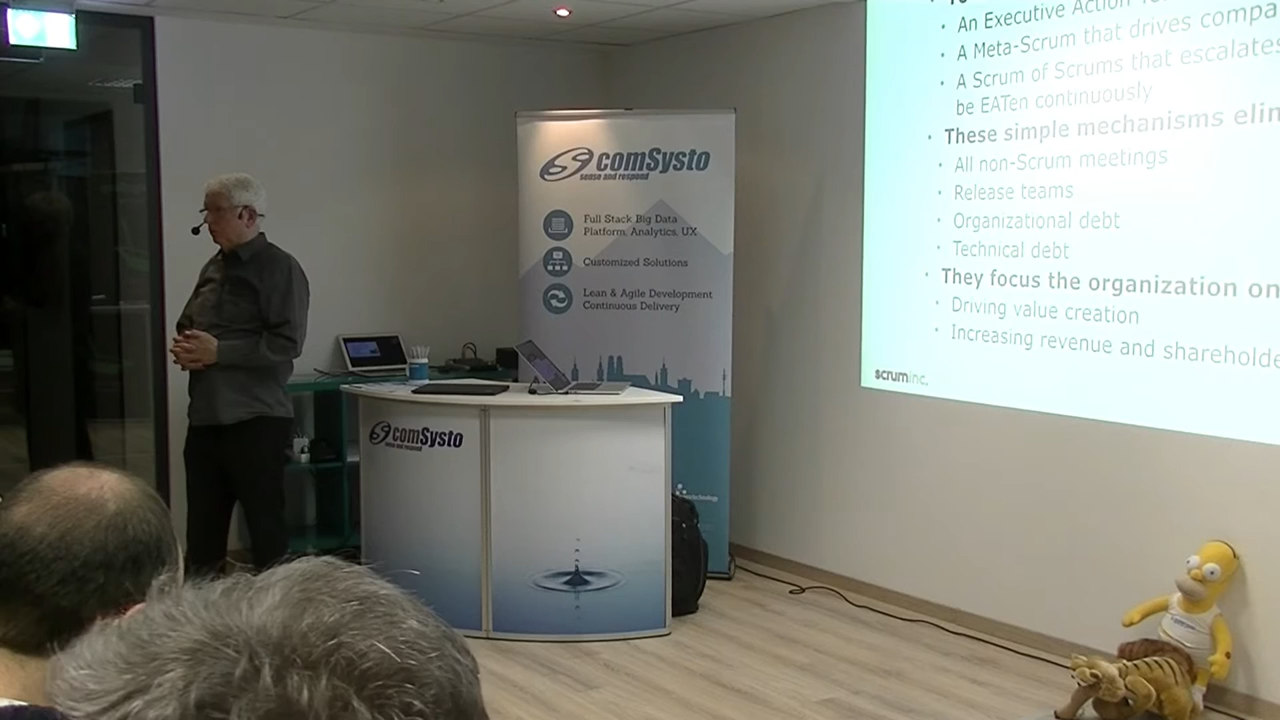 comSysto
sense and respond
Full Stack Big Data
Platform, Analytics, UX
Customized Solutions
Lean & Agile Development
Continuous Delivery
comSysto
sense and respond
An Executive Action
A Meta-Scrum that drives
A Scrum of Scrums that escalates
be EATen continuously
These simple mechanisms
All non-Scrum meetings
Release teams
Organizational debt
Technical debt
They focus the organization on
Driving value creation
Increasing revenue and
scruminc.